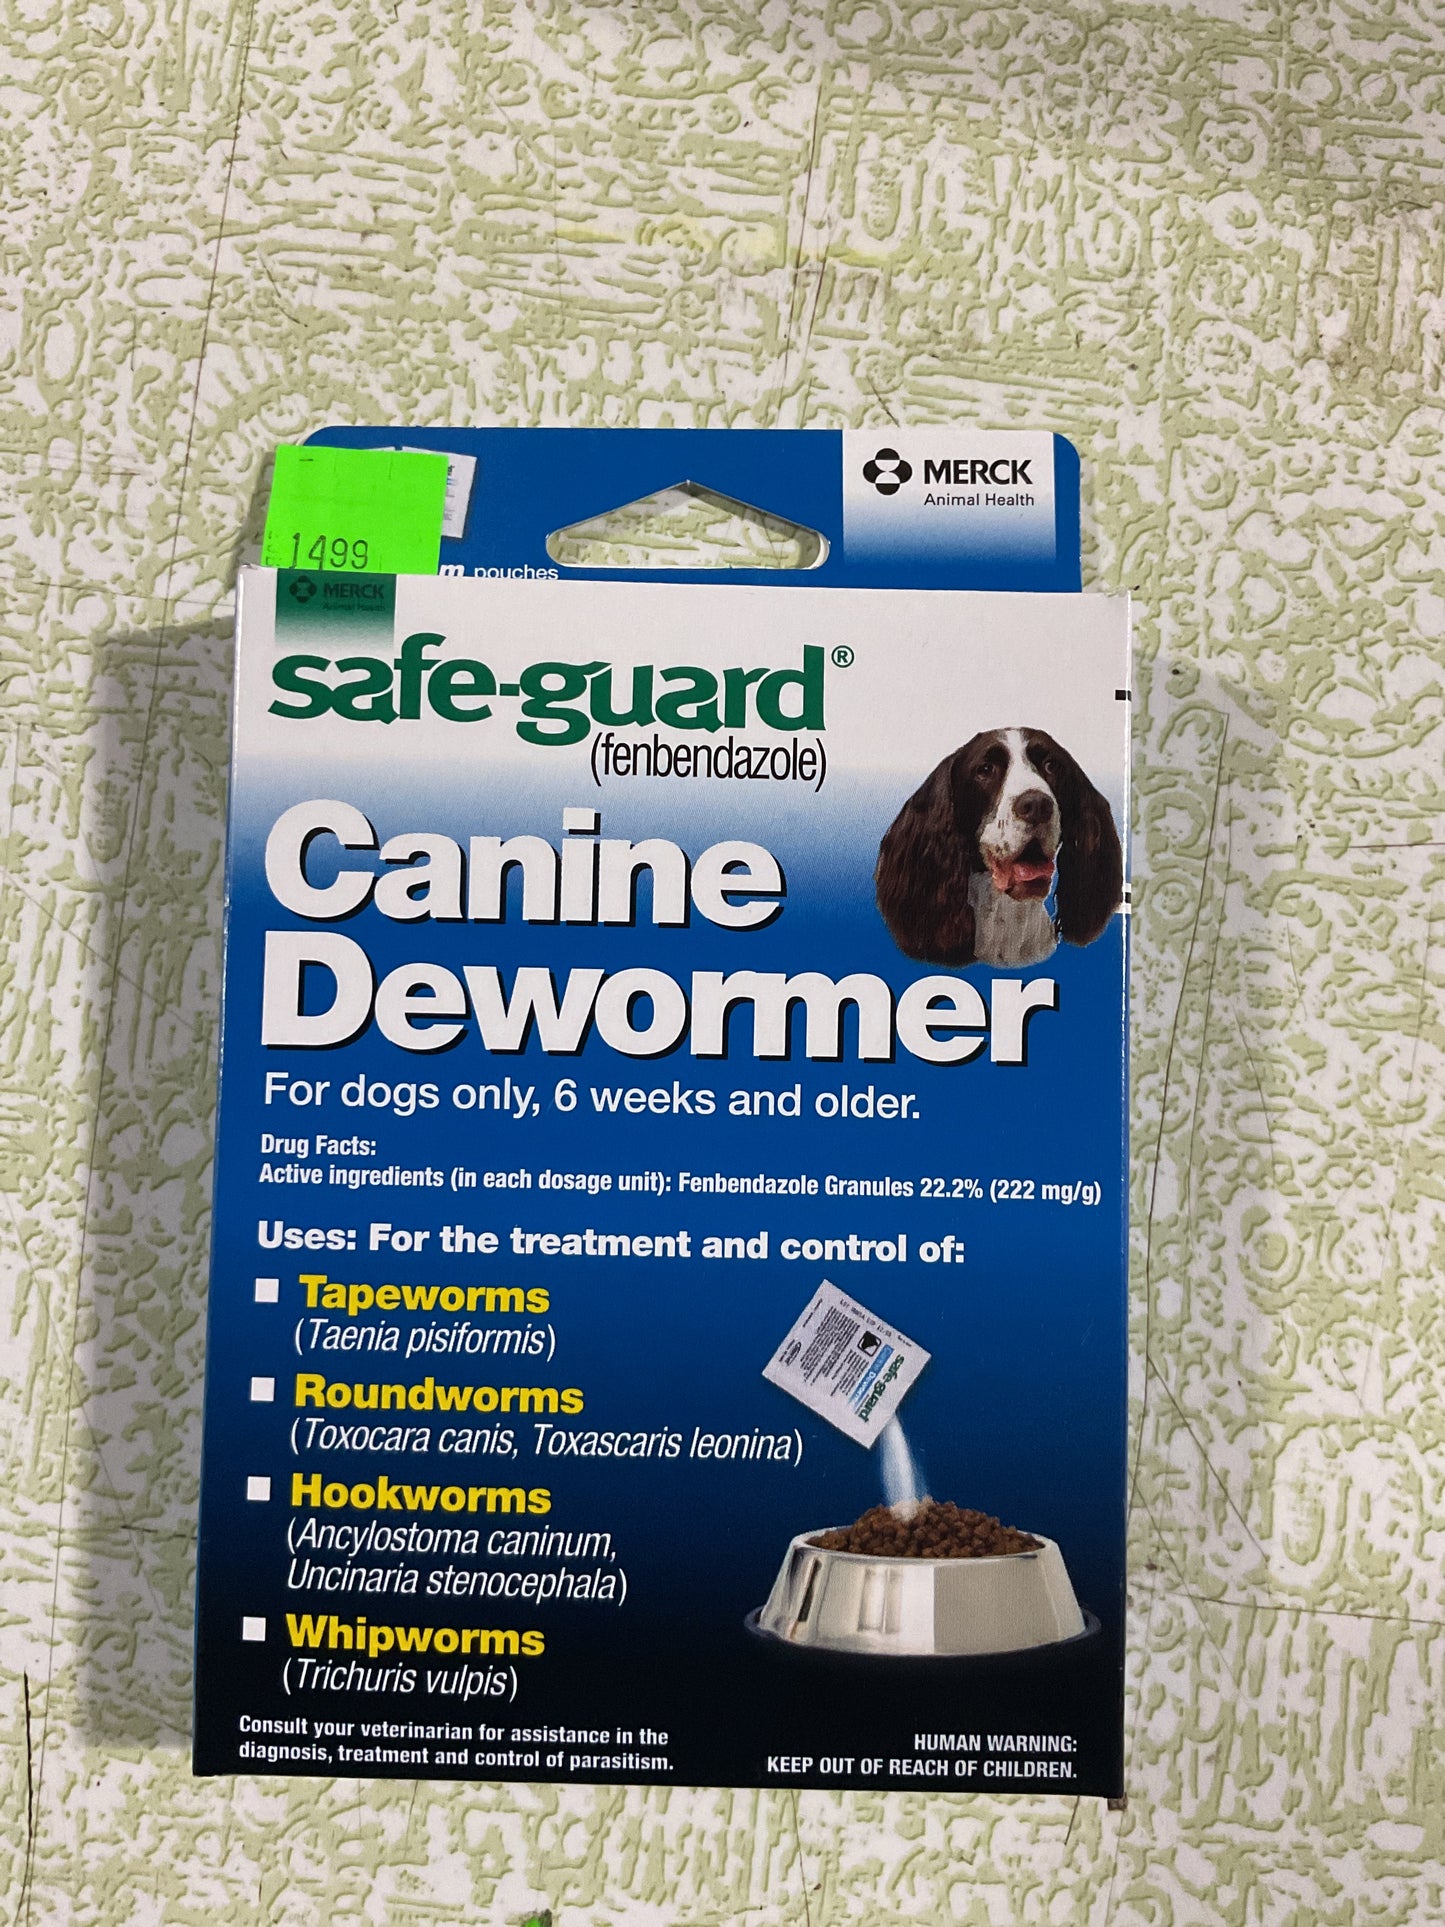 MERCK
Animal Health
1499
m pouches
MERCK
Animal Health
safe-guard®
(fenbendazole)
Canine
Dewormer
For dogs only, 6 weeks and older.
Drug Facts:
Active ingredients (in each dosage unit): Fenbendazole Granules 22.2% (222 mg/g)
Uses: For the treatment and control of:
Tapeworms
(Taenia pisiformis)
Roundworms
(Toxocara canis, Toxascaris leonina)
Hookworms
(Ancylostoma caninum,
Uncinaria stenocephala)
Whipworms
(Trichuris vulpis)
safe-guard
Consult your veterinarian for assistance in the
diagnosis, treatment and control of parasitism.
HUMAN WARNING:
KEEP OUT OF REACH OF CHILDREN.